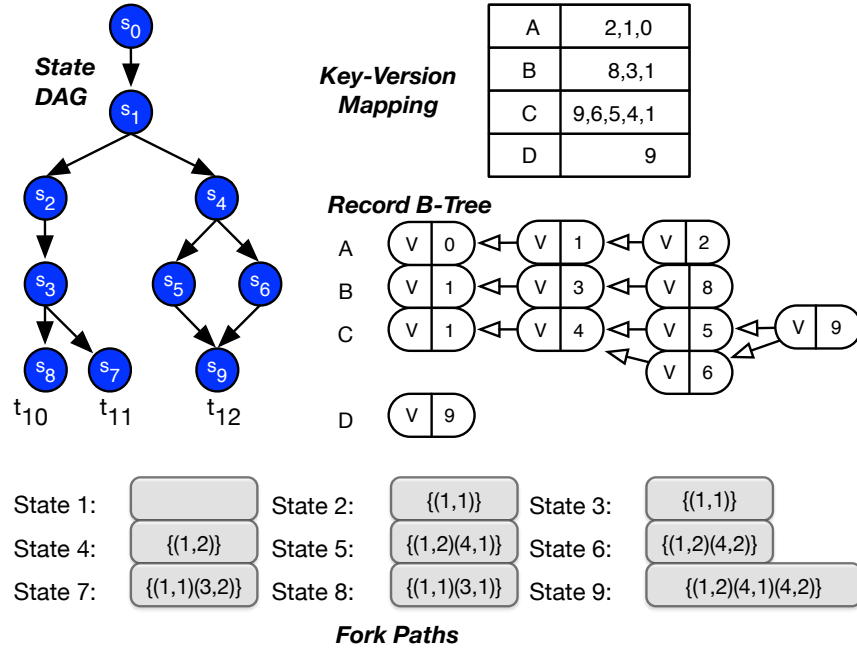 State DAG
s0
s1
s2 s4
s3 s5 s6
s8 s7 s9
t10 t11 t12
Key-Version Mapping
A 2,1,0
B 8,3,1
C 9,6,5,4,1
D 9
Record B-Tree
A V 0 V 1 V 2
B V 1 V 3 V 8
C V 1 V 4 V 5 V 9
V 6
D V 9
State 1: State 2: {(1,1)} State 3: {(1,1)}
State 4: {(1,2)} State 5: {(1,2)(4,1)} State 6: {(1,2)(4,2)}
State 7: {(1,1)(3,2)} State 8: {(1,1)(3,1)} State 9: {(1,2)(4,1)(4,2)}
Fork Paths